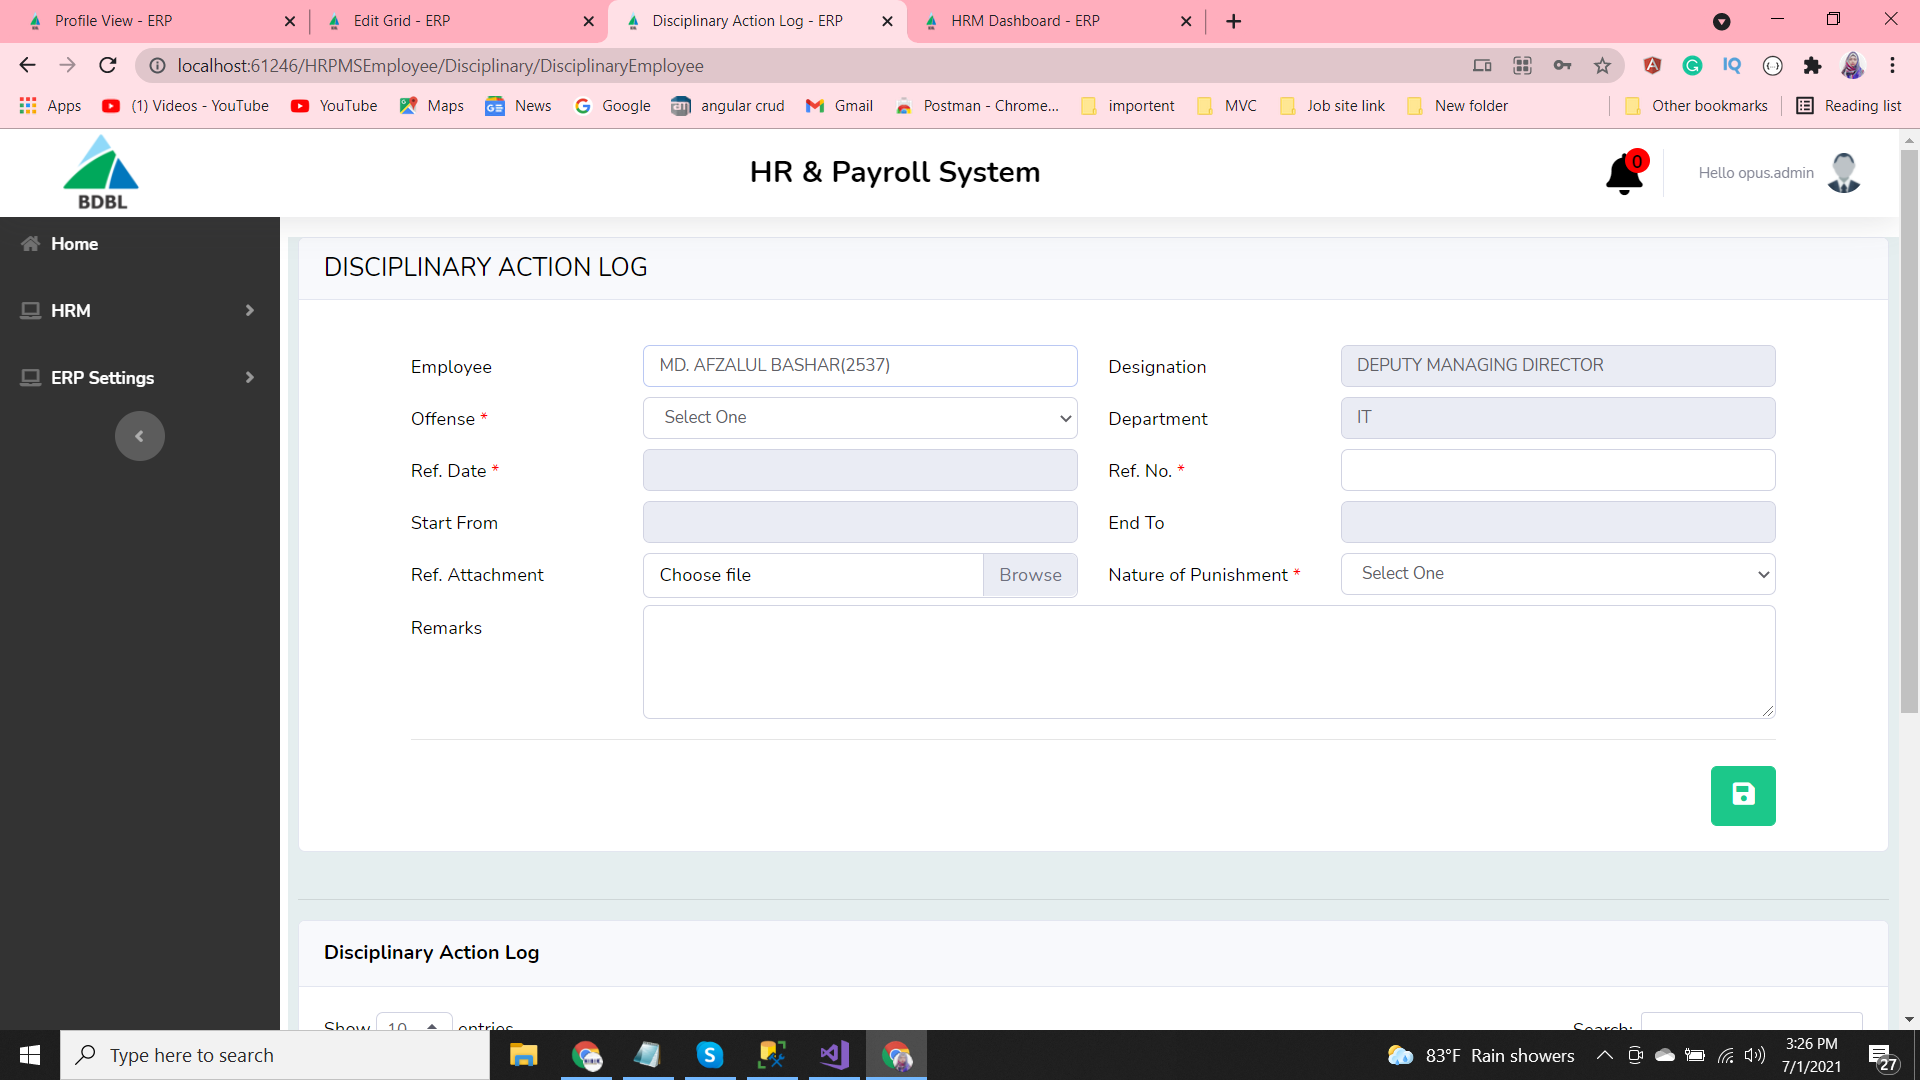 Profile View - ERP
Edit Grid - ERP
Disciplinary Action Log - ERP
HRM Dashboard - ERP
localhost:61246/HRPMSEmployee/Disciplinary/DisciplinaryEmployee
Apps
(1) Videos - YouTube
YouTube
Maps
News
Google
angular crud
Gmail
Postman - Chrome...
importent
MVC
Job site link
New folder
Other bookmarks
Reading list
BDBL
HR & Payroll System
0
Hello opus.admin
Home
HRM
ERP Settings
DISCIPLINARY ACTION LOG
Employee MD. AFZALUL BASHAR(2537) Designation DEPUTY MANAGING DIRECTOR
Offense * Select One Department IT
Ref. Date * Ref. No. *
Start From End To
Ref. Attachment Choose file Browse Nature of Punishment * Select One
Remarks
Disciplinary Action Log
Show 10 entries Search:
Type here to search
83°F Rain showers
3:26 PM
7/1/2021
27